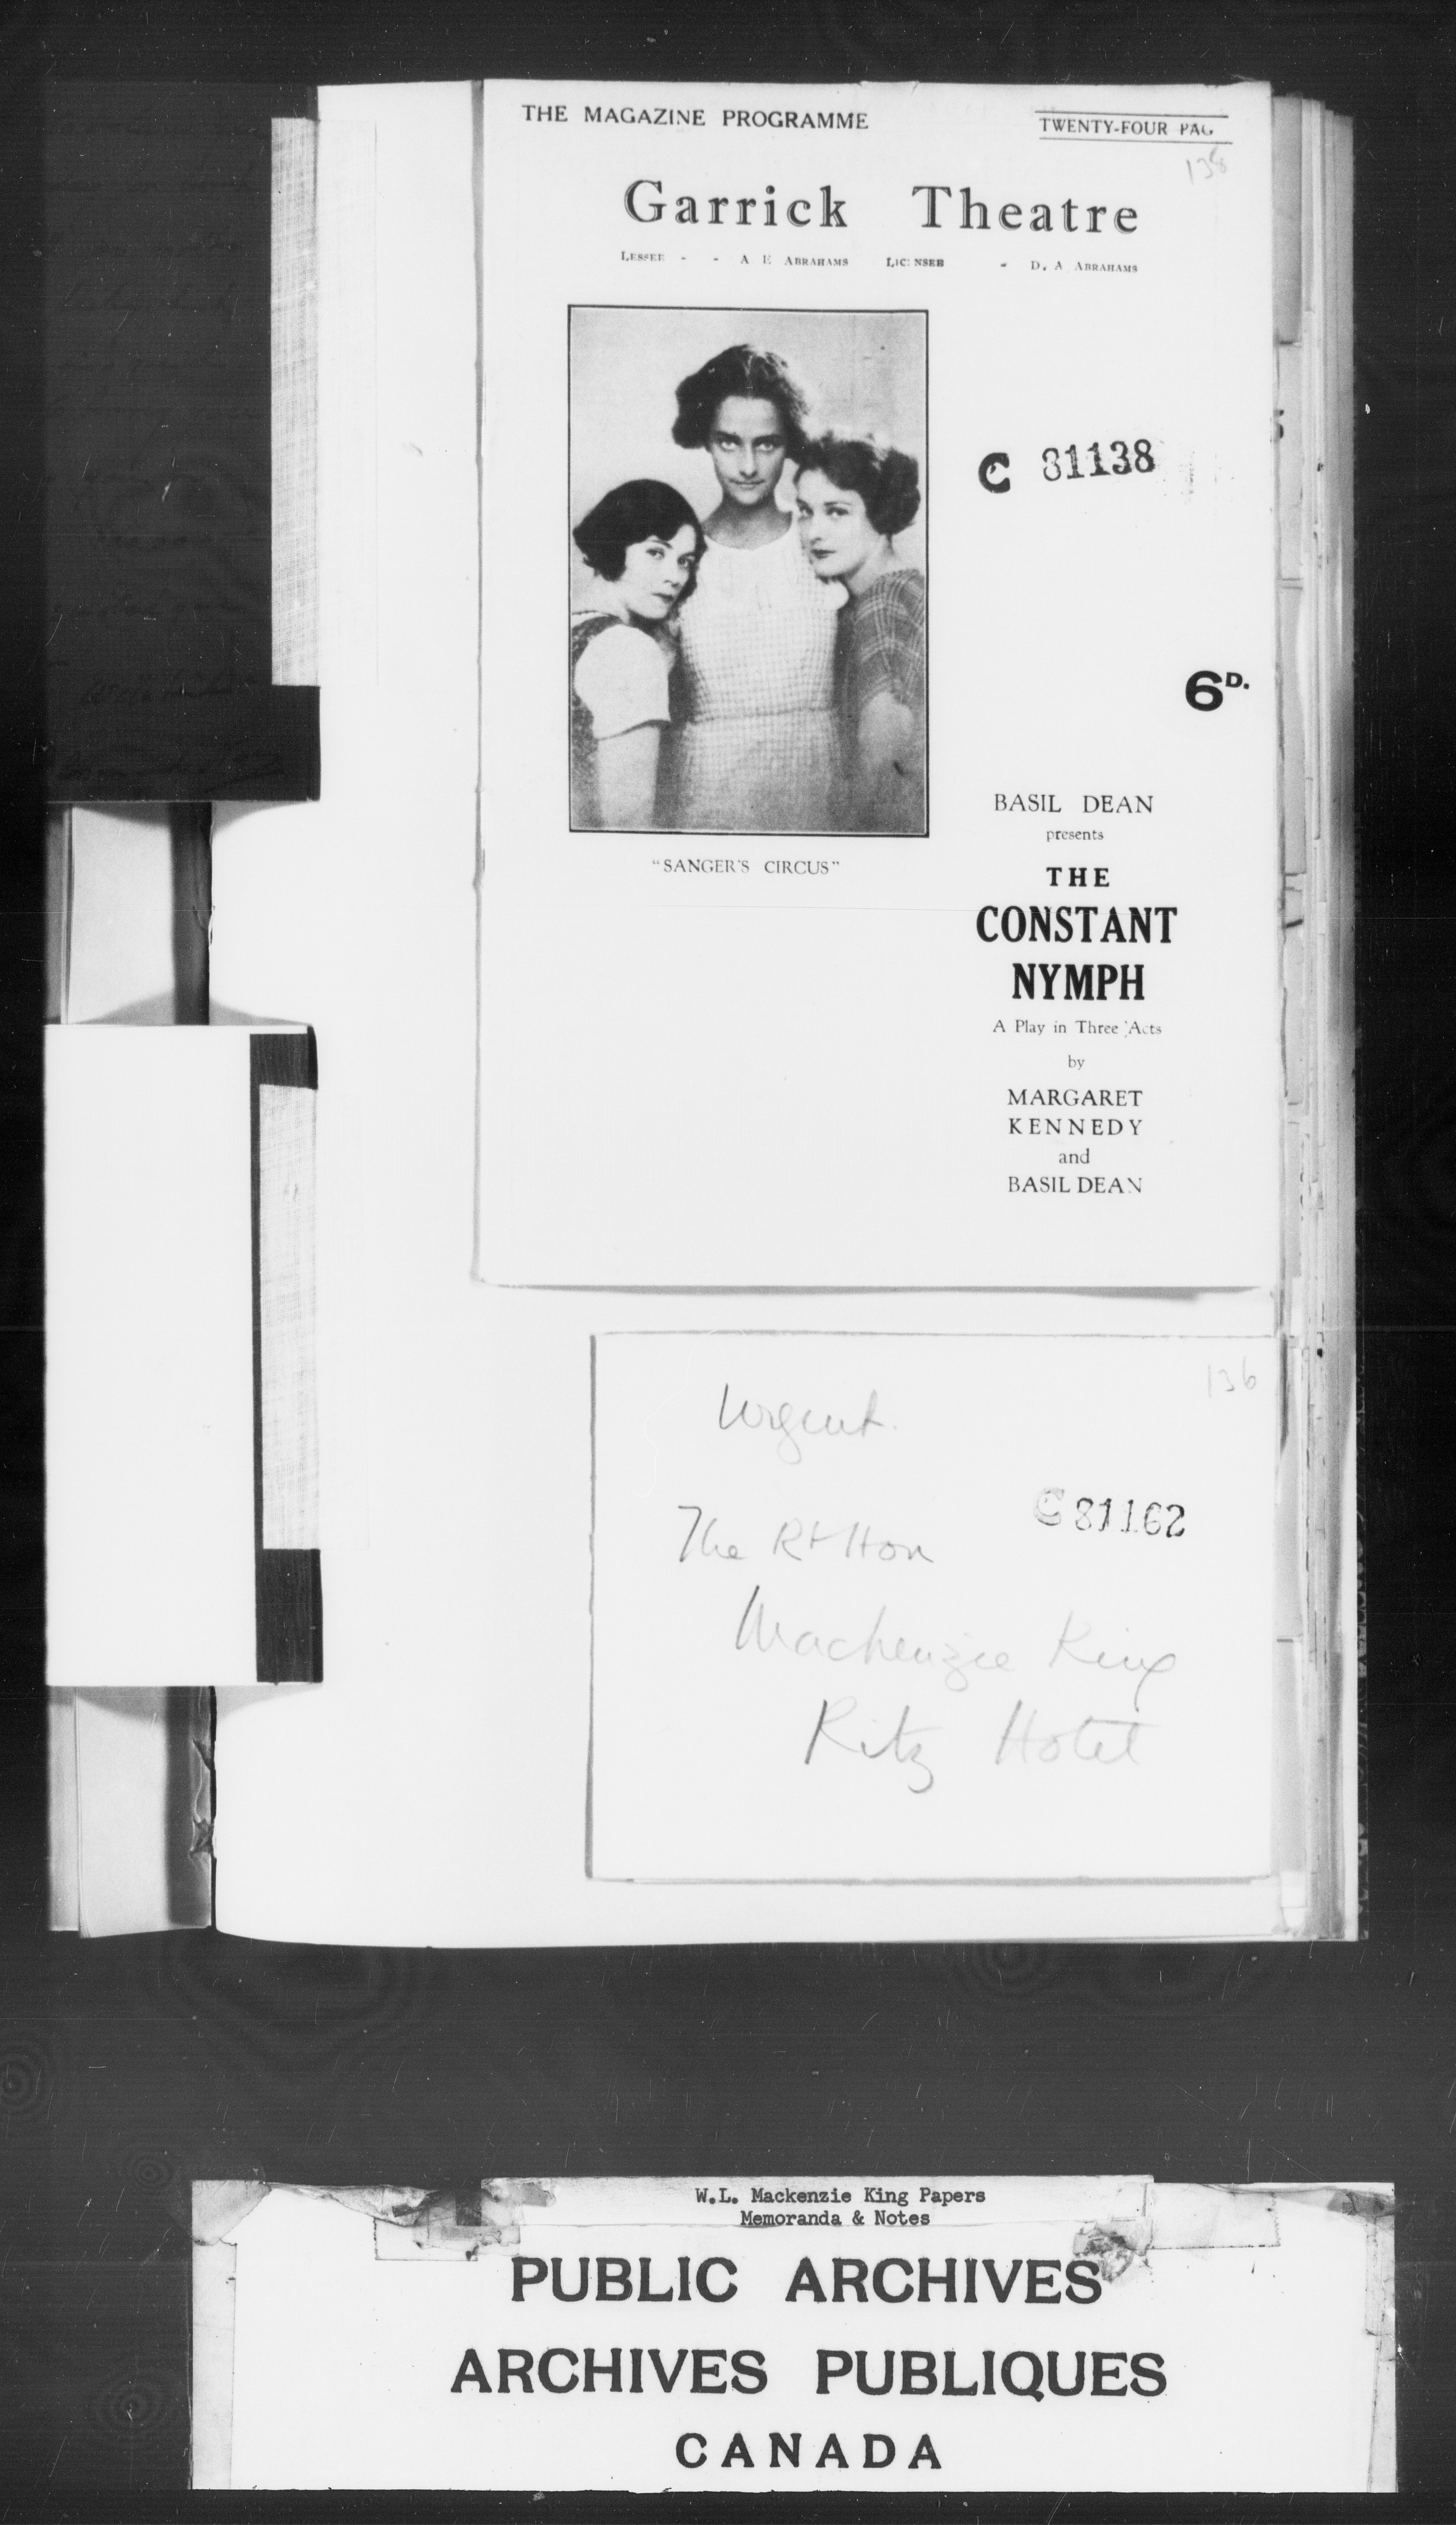 THE MAGAZINE PROGRAMME
TWENTY-FOUR PAG
138
Garrick Theatre
LESSEE - - A E ABRAHAMS LICENSEE - D. A ABRAHAMS
C 81138
6D.
"SANGER'S CIRCUS"
BASIL DEAN
presents
THE
CONSTANT
NYMPH
A Play in Three Acts
by
MARGARET
KENNEDY
and
BASIL DEAN
136
Urgent.
C 81162
The Rt Hon
Mackenzie King
Ritz Hotel
W.L. Mackenzie King Papers
Memoranda & Notes
PUBLIC ARCHIVES
ARCHIVES PUBLIQUES
CANADA